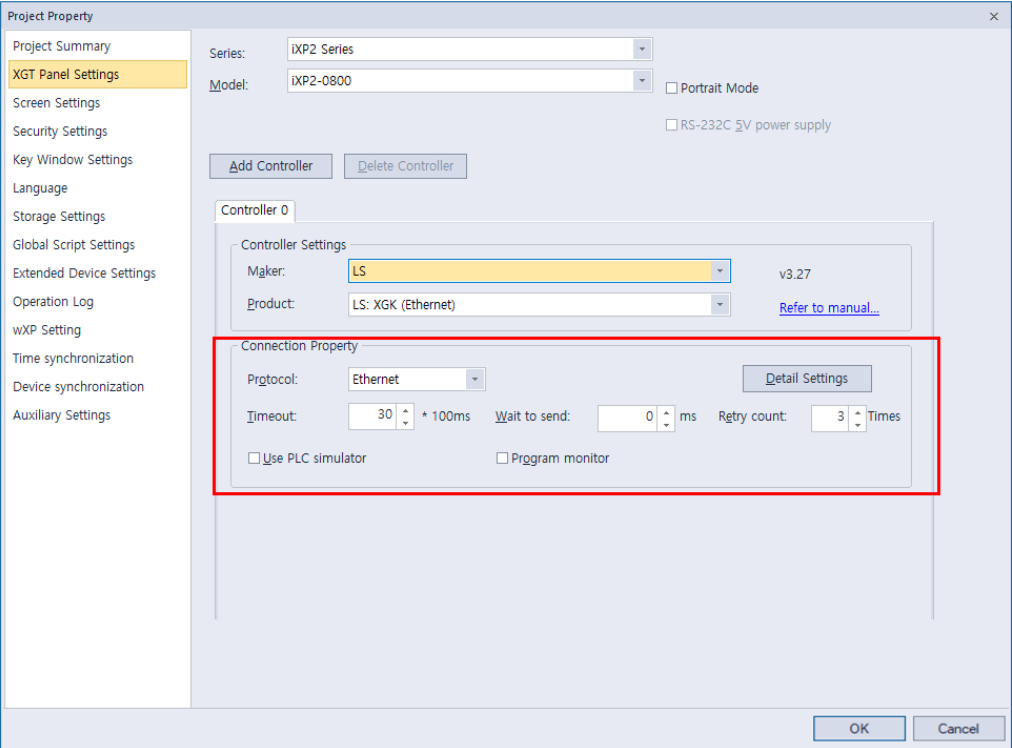 Project Property
Project Summary
XGT Panel Settings
Screen Settings
Security Settings
Key Window Settings
Language
Storage Settings
Global Script Settings
Extended Device Settings
Operation Log
wXP Setting
Time synchronization
Device synchronization
Auxiliary Settings
Series: iXP2 Series
Model: iXP2-0800
Portrait Mode
RS-232C 5V power supply
Add Controller Delete Controller
Controller 0
Controller Settings
Maker: LS v3.27
Product: LS: XGK (Ethernet) Refer to manual...
Connection Property
Protocol: Ethernet Detail Settings
Timeout: 30 * 100ms Wait to send: 0 ms Retry count: 3 Times
Use PLC simulator Program monitor
OK Cancel